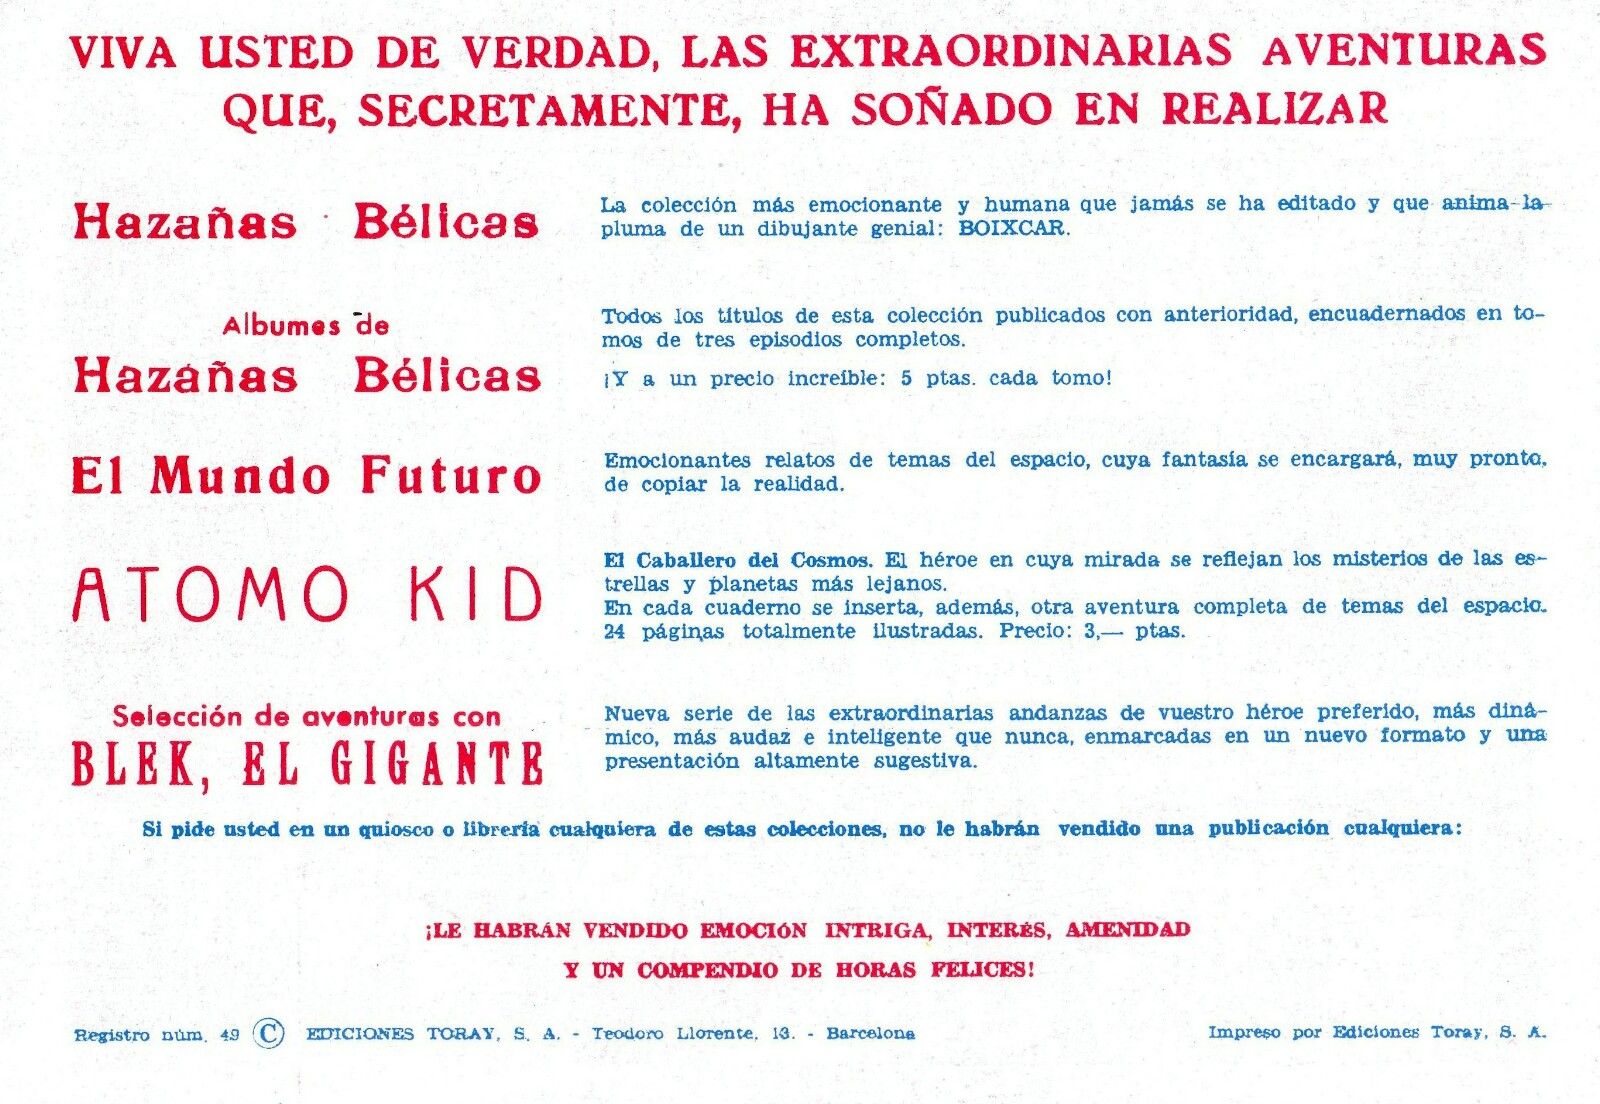 VIVA USTED DE VERDAD, LAS EXTRAORDINARIAS AVENTURAS
QUE, SECRETAMENTE, HA SOÑADO EN REALIZAR
Hazañas Bélicas
La colección más emocionante y humana que jamás se ha editado y que anima la
pluma de un dibujante genial: BOIXCAR.
Albumes de
Hazañas Bélicas
Todos los títulos de esta colección publicados con anterioridad, encuadernados en to-
mos de tres episodios completos.
¡Y a un precio increíble: 5 ptas. cada tomo!
El Mundo Futuro
Emocionantes relatos de temas del espacio, cuya fantasía se encargará, muy pronto,
de copiar la realidad.
ATOMO KID
El Caballero del Cosmos. El héroe en cuya mirada se reflejan los misterios de las es-
trellas y planetas más lejanos.
En cada cuaderno se inserta, además, otra aventura completa de temas del espacio.
24 páginas totalmente ilustradas. Precio: 3,— ptas.
Selección de aventuras con
BLEK, EL GIGANTE
Nueva serie de las extraordinarias andanzas de vuestro héroe preferido, más diná-
mico, más audaz e inteligente que nunca, enmarcadas en un nuevo formato y una
presentación altamente sugestiva.
Si pide usted en un quiosco o librería cualquiera de estas colecciones, no le habrán vendido una publicación cualquiera:
¡LE HABRÁN VENDIDO EMOCIÓN INTRIGA, INTERÉS, AMENIDAD
Y UN COMPENDIO DE HORAS FELICES!
Registro núm. 49 © EDICIONES TORAY, S. A. - Teodoro Llorente, 13. - Barcelona
Impreso por Ediciones Toray, S. A.